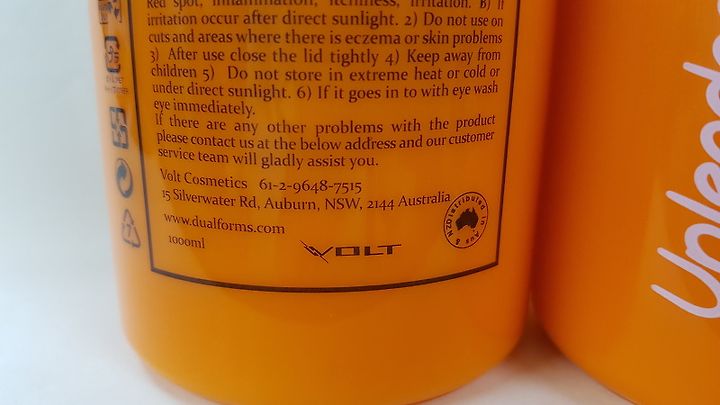 Red spot, inflammation, itchiness, irritation. B) If
irritation occur after direct sunlight. 2) Do not use on
cuts and areas where there is eczema or skin problems
3) After use close the lid tightly 4) Keep away from
children 5) Do not store in extreme heat or cold or
under direct sunlight. 6) If it goes in to with eye wash
eye immediately.
If there are any other problems with the product
please contact us at the below address and our customer
service team will gladly assist you.
Volt Cosmetics 61-2-9648-7515
15 Silverwater Rd, Auburn, NSW, 2144 Australia
www.dualforms.com
1000ml
VOLT
Distributed in Aus & NZ